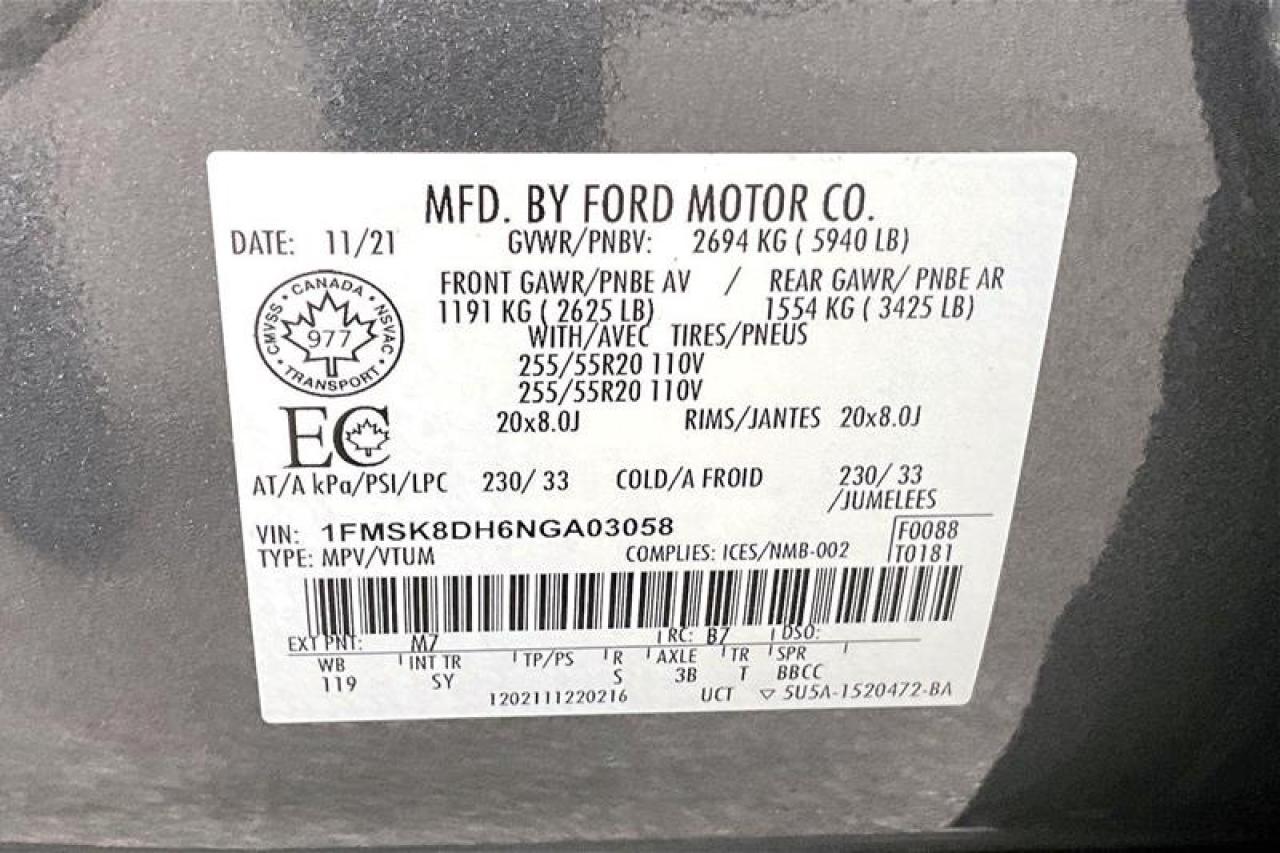 MFD. BY FORD MOTOR CO.
DATE: 11/21 GVWR/PNBV: 2694 KG ( 5940 LB)
FRONT GAWR/PNBE AV / REAR GAWR/ PNBE AR
1191 KG ( 2625 LB) 1554 KG ( 3425 LB)
WITH/AVEC TIRES/PNEUS
255/55R20 110V
255/55R20 110V
20x8.0J RIMS/JANTES 20x8.0J
CANADA
CMVSS 977 NSVAC
TRANSPORT
EC
AT/A kPa/PSI/LPC 230/ 33 COLD/A FROID 230/ 33
/JUMELEES
VIN: 1FMSK8DH6NGA03058 F0088
TYPE: MPV/VTUM COMPLIES: ICES/NMB-002 T0181
EXT PNT: M7 RC: B7 DSO:
WB INT TR TP/PS R AXLE TR SPR
119 SY S 3B T BBCC
1202111220216 UCT ▽ 5U5A-1520472-BA